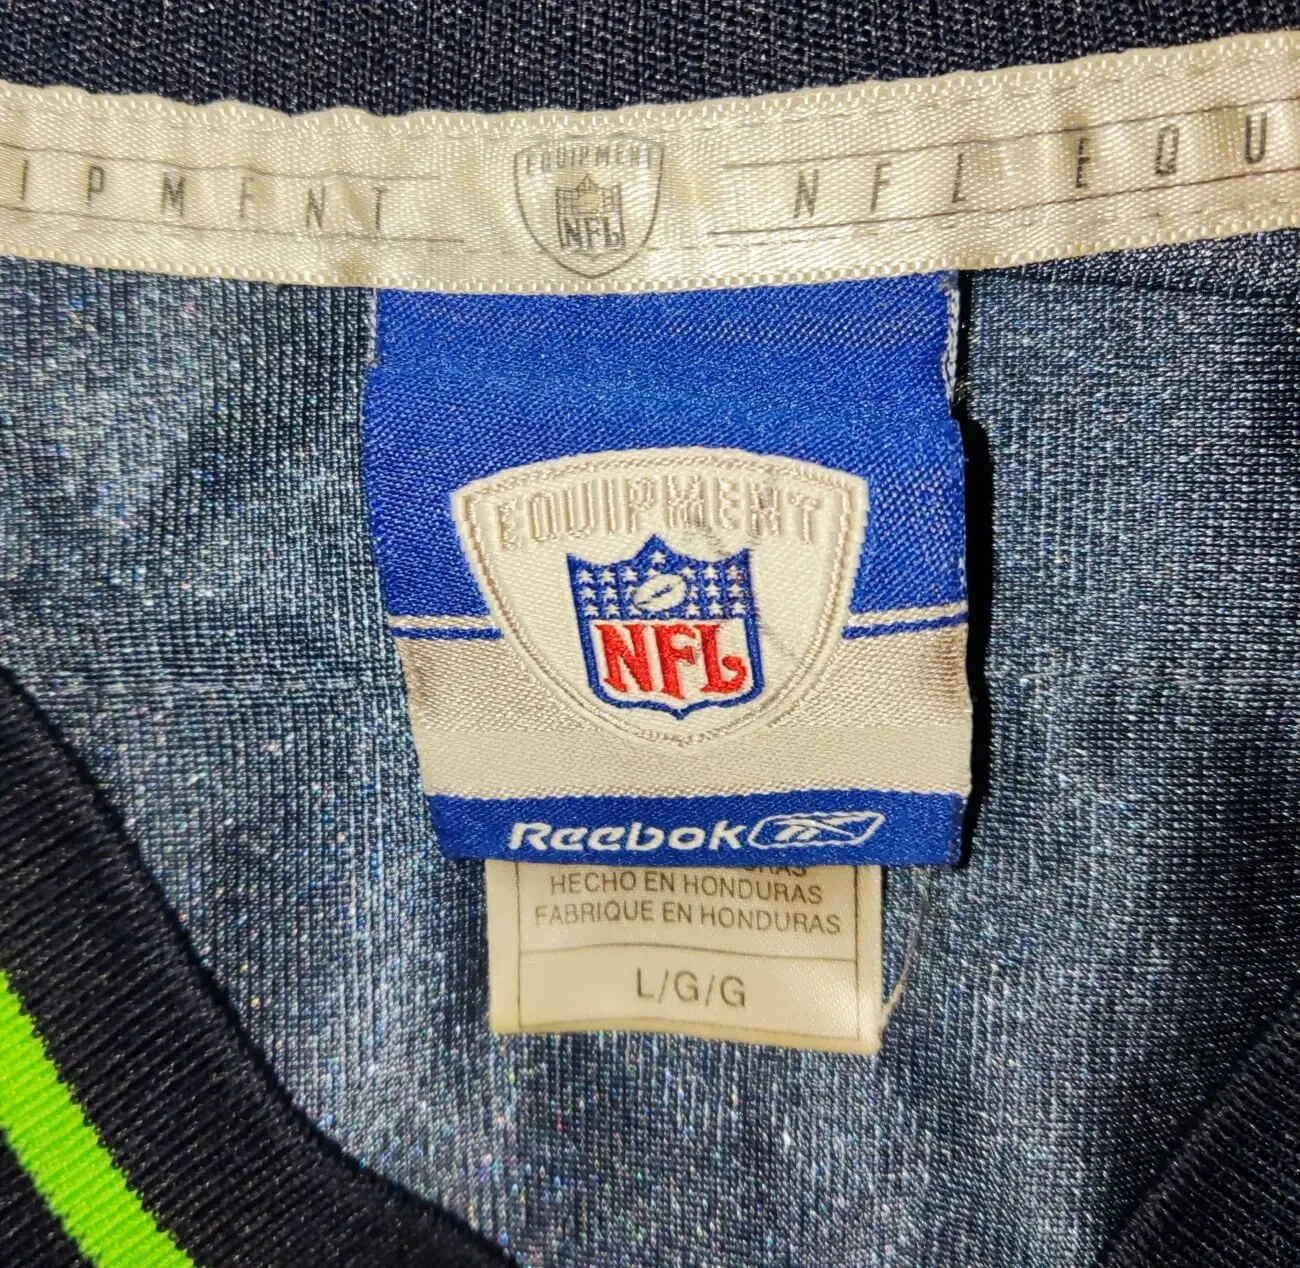 IPMENT
EQUIPMENT
NFL
NFL EQU
EQUIPMENT
NFL
Reebok
HECHO EN HONDURAS
FABRIQUE EN HONDURAS
L/G/G